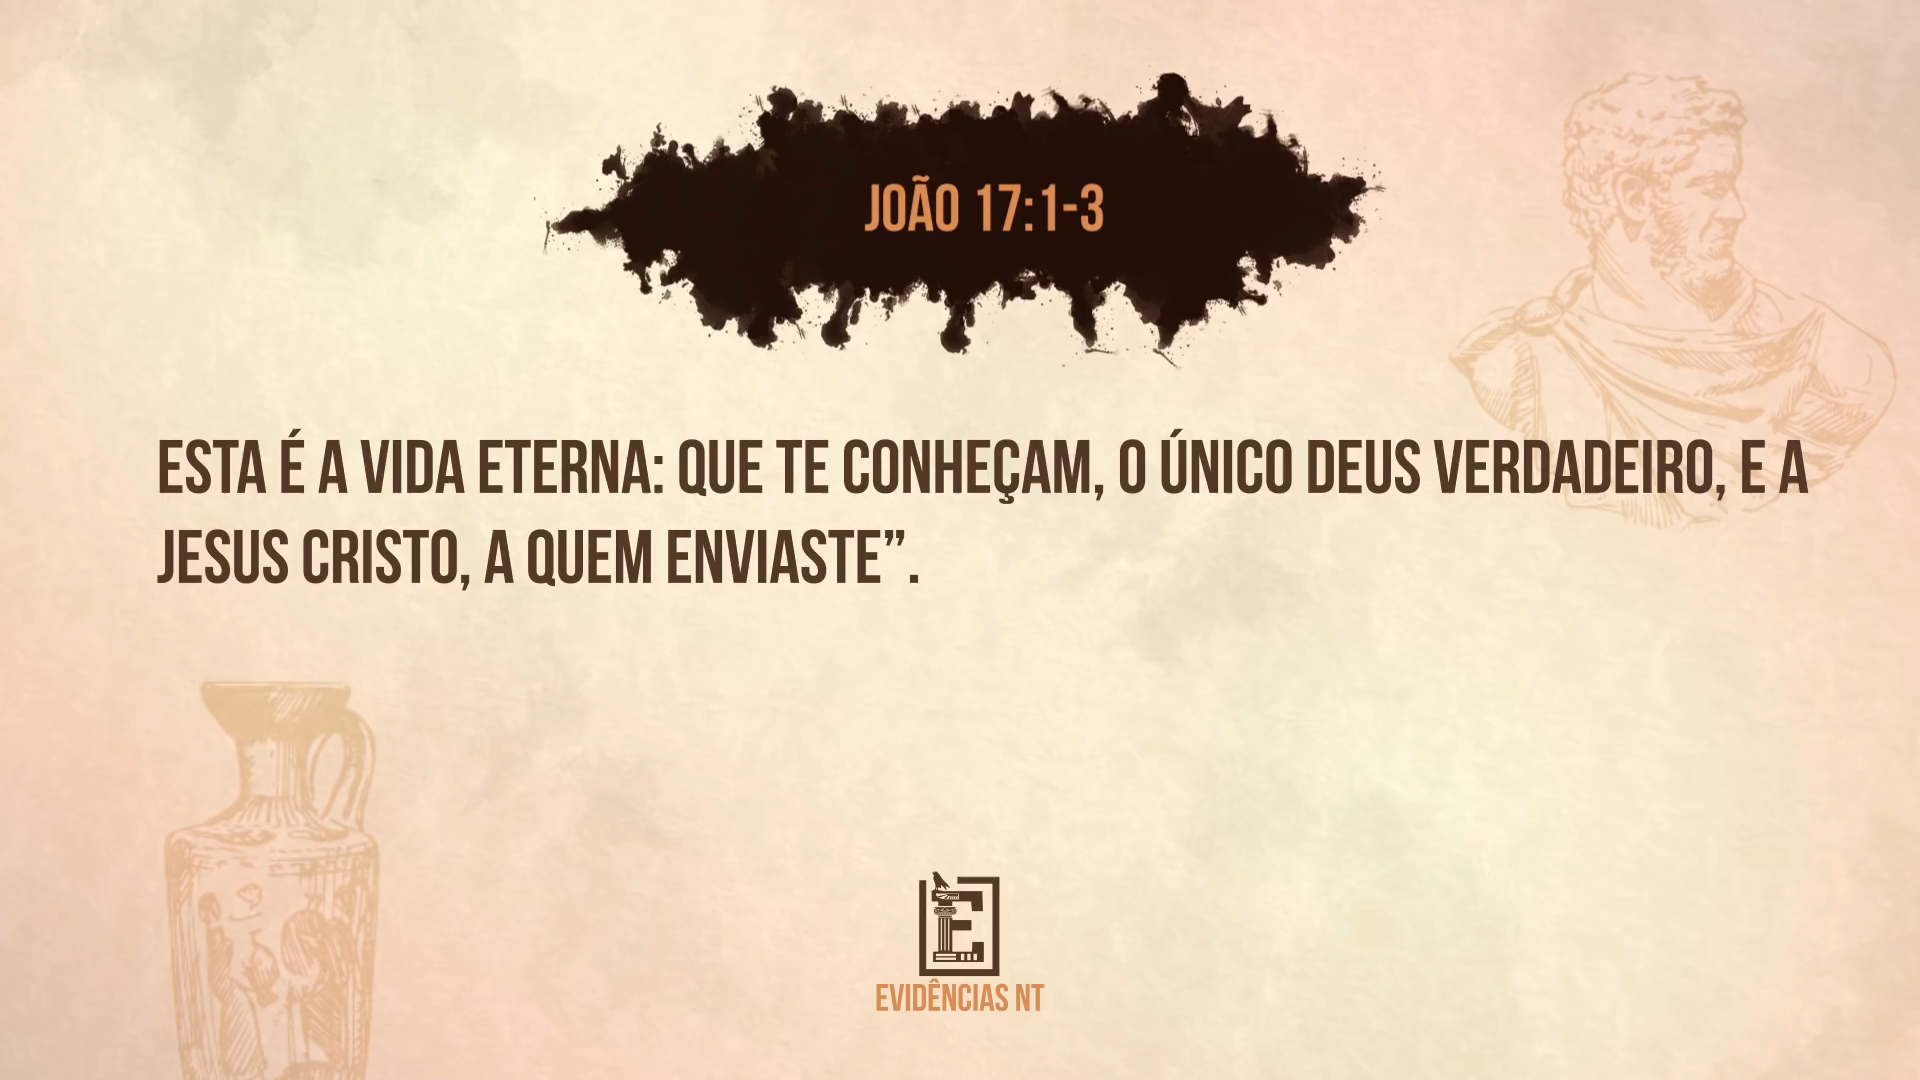 JOÃO 17:1-3
ESTA É A VIDA ETERNA: QUE TE CONHEÇAM, O ÚNICO DEUS VERDADEIRO, E A
JESUS CRISTO, A QUEM ENVIASTE”.
EVIDÊNCIAS NT